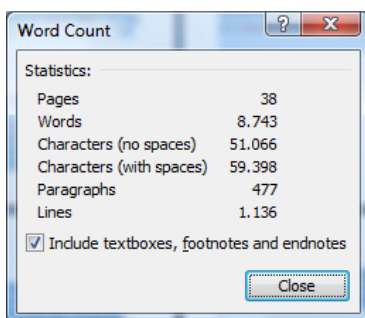 Word Count
Statistics:
Pages 38
Words 8.743
Characters (no spaces) 51.066
Characters (with spaces) 59.398
Paragraphs 477
Lines 1.136
Include textboxes, footnotes and endnotes
Close